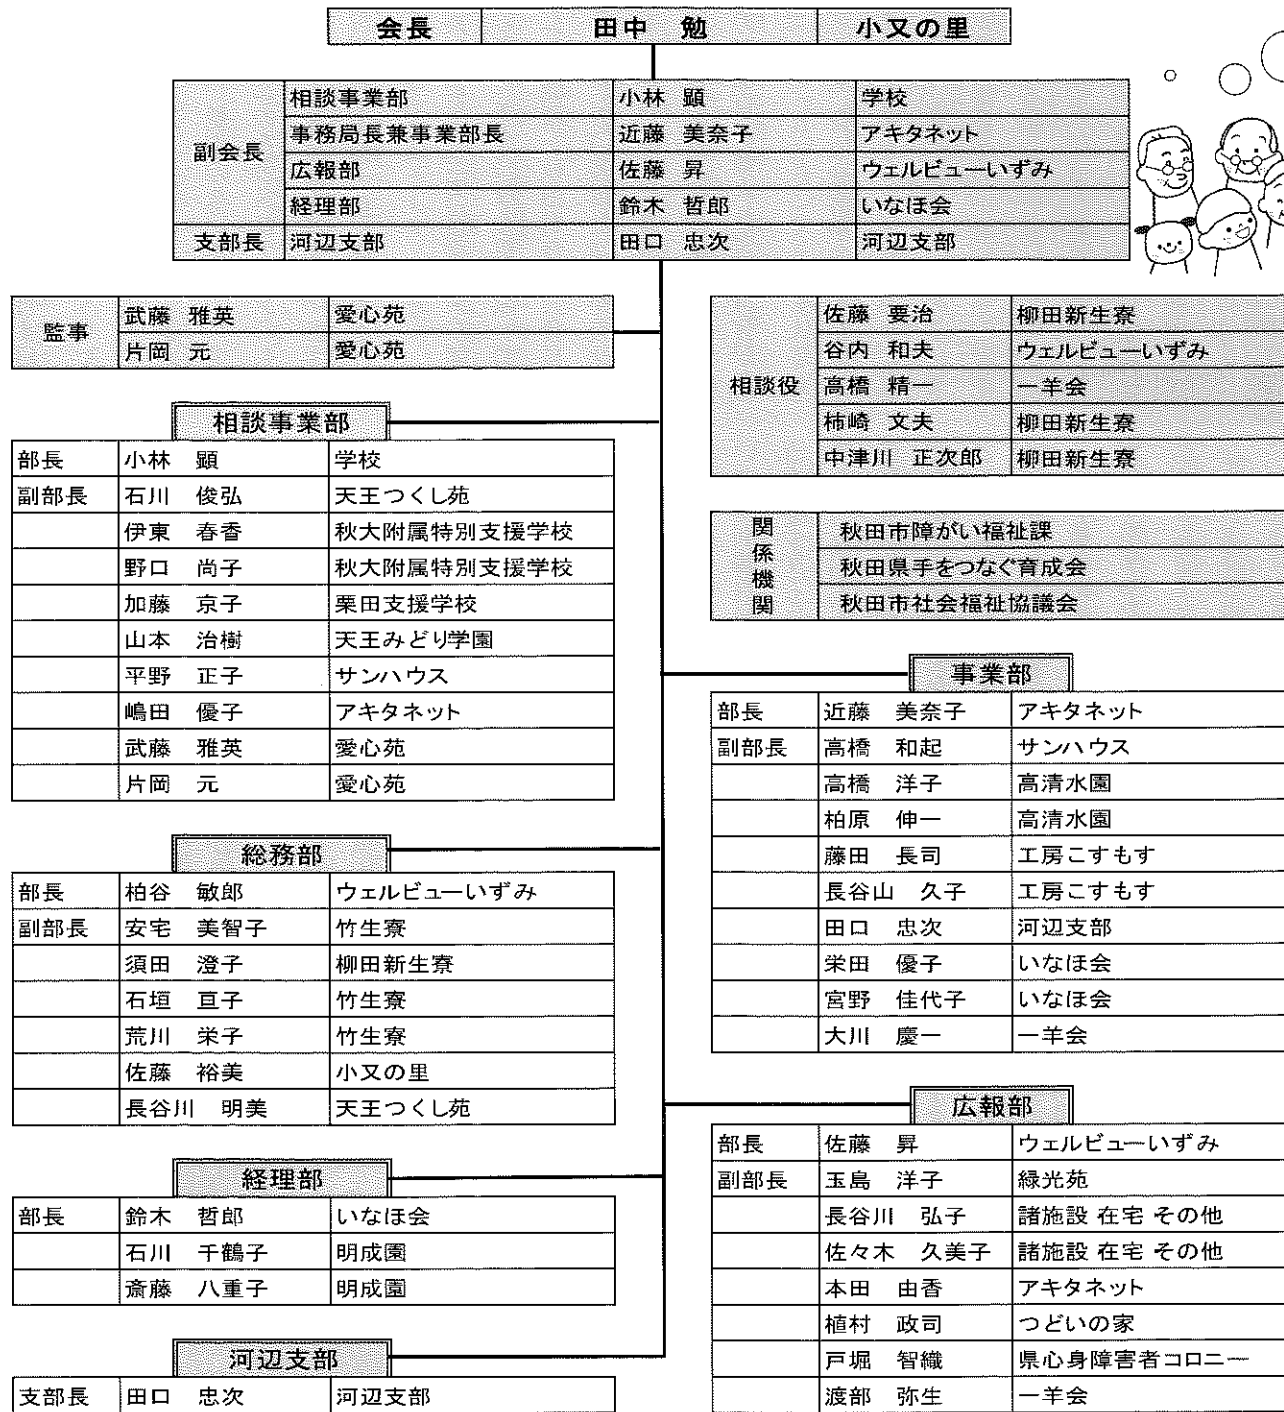 会長 田中 勉 小又の里
副会長 相談事業部 小林 顕 学校
事務局長兼事業部長 近藤 美奈子 アキタネット
広報部 佐藤 昇 ウェルビューいずみ
経理部 鈴木 哲郎 いなほ会
支部長 河辺支部 田口 忠次 河辺支部
監事 武藤 雅英 愛心苑
片岡 元 愛心苑
相談役 佐藤 要治 柳田新生寮
谷内 和夫 ウェルビューいずみ
高橋 精一 一羊会
柿崎 文夫 柳田新生寮
中津川 正次郎 柳田新生寮
関係機関 秋田市障がい福祉課
秋田県手をつなぐ育成会
秋田市社会福祉協議会
相談事業部
部長 小林 顕 学校
副部長 石川 俊弘 天王つくし苑
伊東 春香 秋大附属特別支援学校
野口 尚子 秋大附属特別支援学校
加藤 京子 栗田支援学校
山本 治樹 天王みどり学園
平野 正子 サンハウス
嶋田 優子 アキタネット
武藤 雅英 愛心苑
片岡 元 愛心苑
総務部
部長 柏谷 敏郎 ウェルビューいずみ
副部長 安宅 美智子 竹生寮
須田 澄子 柳田新生寮
石垣 亘子 竹生寮
荒川 栄子 竹生寮
佐藤 裕美 小又の里
長谷川 明美 天王つくし苑
経理部
部長 鈴木 哲郎 いなほ会
石川 千鶴子 明成園
斎藤 八重子 明成園
河辺支部
支部長 田口 忠次 河辺支部
事業部
部長 近藤 美奈子 アキタネット
副部長 高橋 和起 サンハウス
高橋 洋子 高清水園
柏原 伸一 高清水園
藤田 長司 工房こすもす
長谷山 久子 工房こすもす
田口 忠次 河辺支部
栄田 優子 いなほ会
宮野 佳代子 いなほ会
大川 慶一 一羊会
広報部
部長 佐藤 昇 ウェルビューいずみ
副部長 玉島 洋子 緑光苑
長谷川 弘子 諸施設 在宅 その他
佐々木 久美子 諸施設 在宅 その他
本田 由香 アキタネット
植村 政司 つどいの家
戸堀 智織 県心身障害者コロニー
渡部 弥生 一羊会